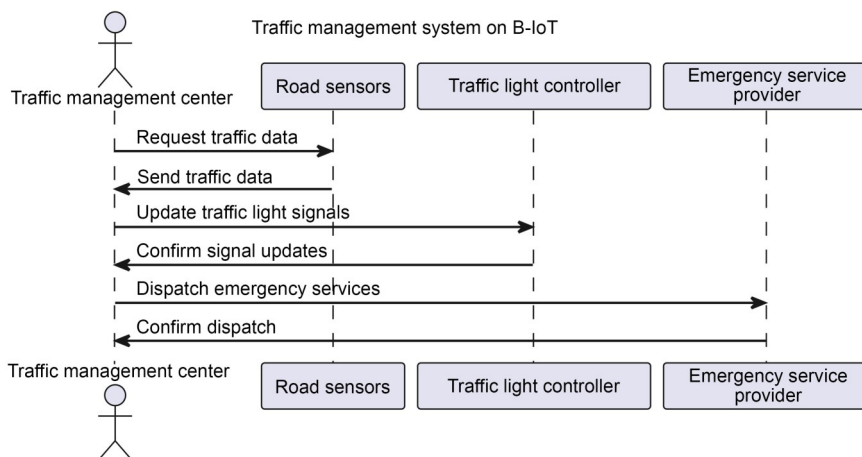 Traffic management system on B-IoT
Traffic management center
Road sensors
Traffic light controller
Emergency service
provider
Request traffic data
Send traffic data
Update traffic light signals
Confirm signal updates
Dispatch emergency services
Confirm dispatch
Traffic management center
Road sensors
Traffic light controller
Emergency service
provider